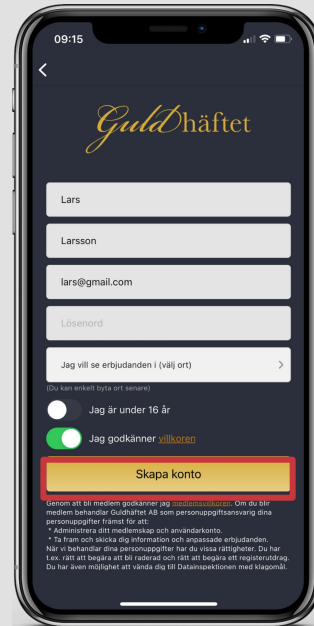 09:15
Guldhäftet
Lars
Larsson
lars@gmail.com
Lösenord
Jag vill se erbjudanden i (välj ort)
(Du kan enkelt byta ort senare)
Jag är under 16 år
Jag godkänner villkoren
Skapa konto
Genom att bli medlem godkänner jag medlemsvillkoren. Om du blir
medlem behandlar Guldhäftet AB som personuppgiftsansvarig dina
personuppgifter främst för att:
* Administrera ditt medlemskap och användarkonto.
* Ta fram och skicka dig information och anpassade erbjudanden.
När vi behandlar dina personuppgifter har du vissa rättigheter. Du har
t.ex. rätt att begära att bli raderad och rätt att begära ett registerutdrag.
Du har även möjlighet att vända dig till Datainspektionen med klagomål.